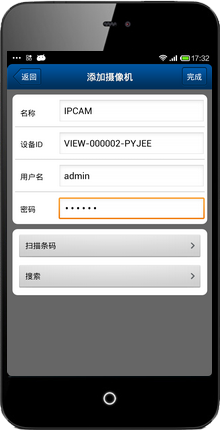 17:32
返回 添加摄像机 完成
名称 IPCAM
设备ID VIEW-000002-PYJEE
用户名 admin
密码 ••••••
扫描条码
搜索